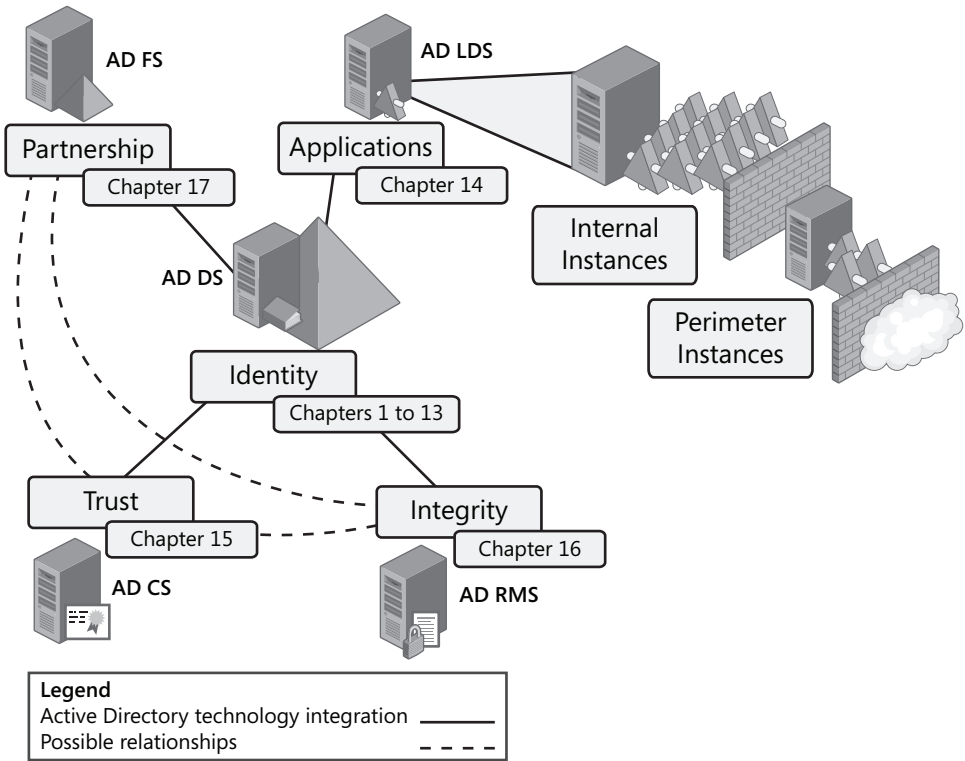 AD FS
AD LDS
Partnership
Chapter 17
Applications
Chapter 14
Internal
Instances
Perimeter
Instances
AD DS
Identity
Chapters 1 to 13
Trust
Chapter 15
AD CS
Integrity
Chapter 16
AD RMS
Legend
Active Directory technology integration
Possible relationships